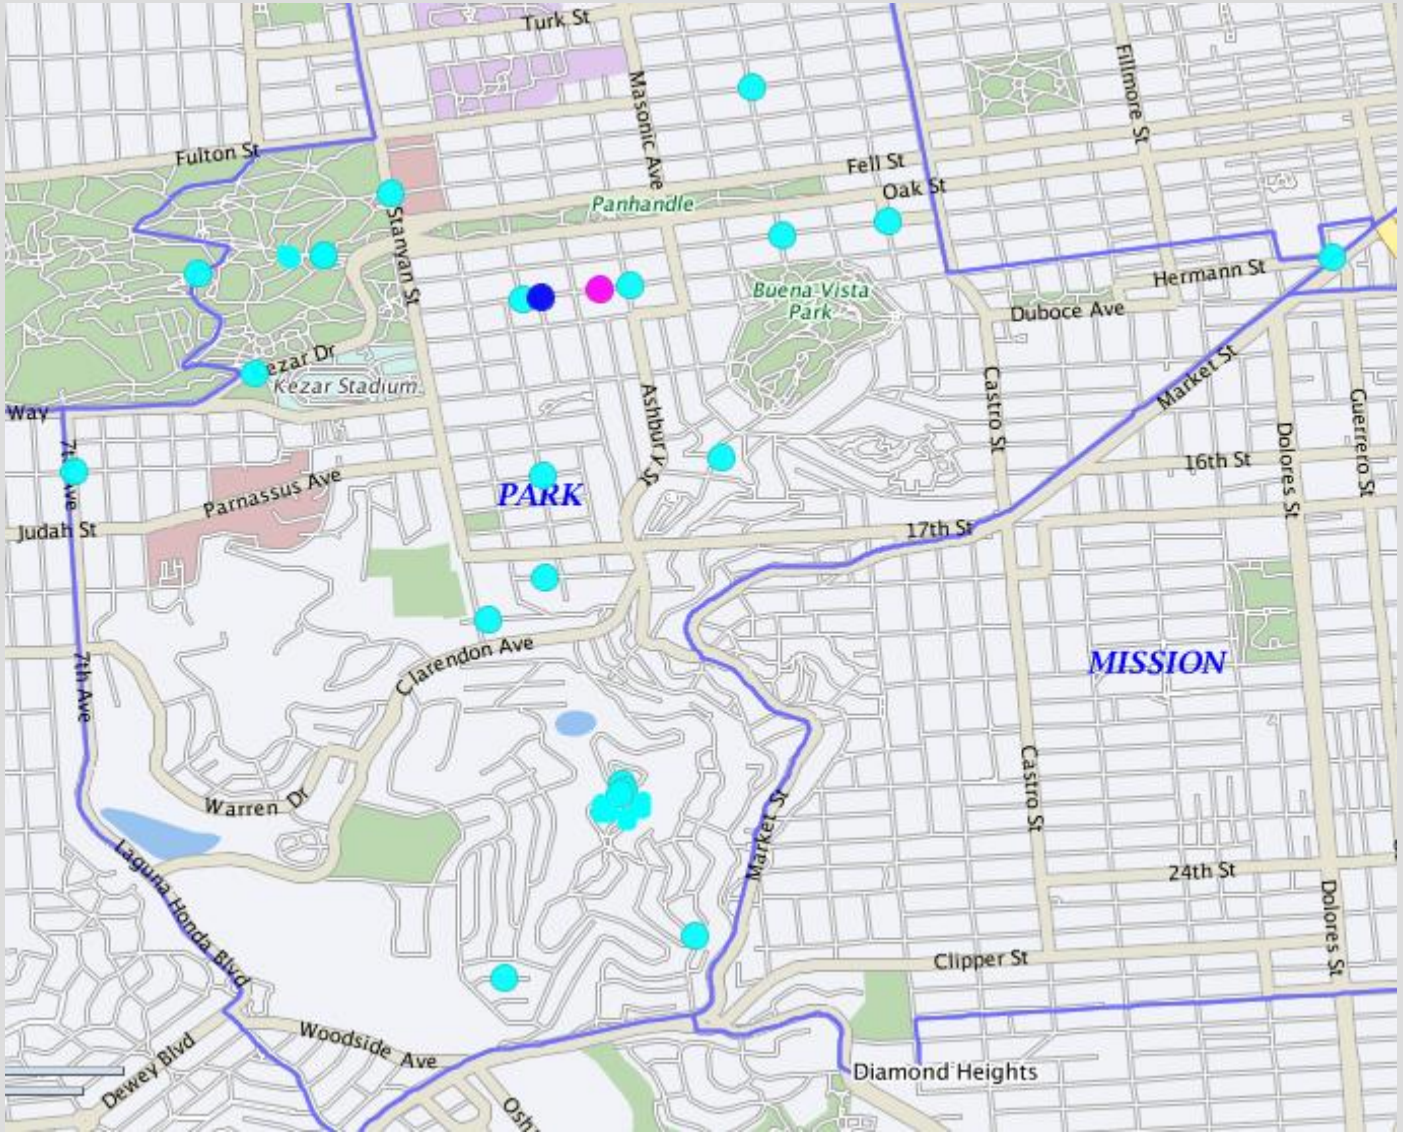 Turk St
Masonic Ave
Fillmore St
Fulton St
Fell St
Oak St
Panhandle
Stanyan St
Hermann St
Buena Vista
Park
Duboce Ave
ezar Dr
Kezar Stadium
Way
Market St
Castro St
Ashbury St
Guerrero St
Dolores St
7t Ave
16th St
Parnassus Ave
PARK
Judah St
17th St
Clarendon Ave
MISSION
7th Ave
Castro St
Warren Dr
Market St
Laguna Honda Blvd
24th St
Dolores St
Clipper St
Woodside Ave
Dewey Blvd
Diamond Heights